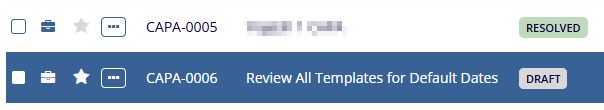 CAPA-0005 RESOLVED
CAPA-0006 Review All Templates for Default Dates DRAFT